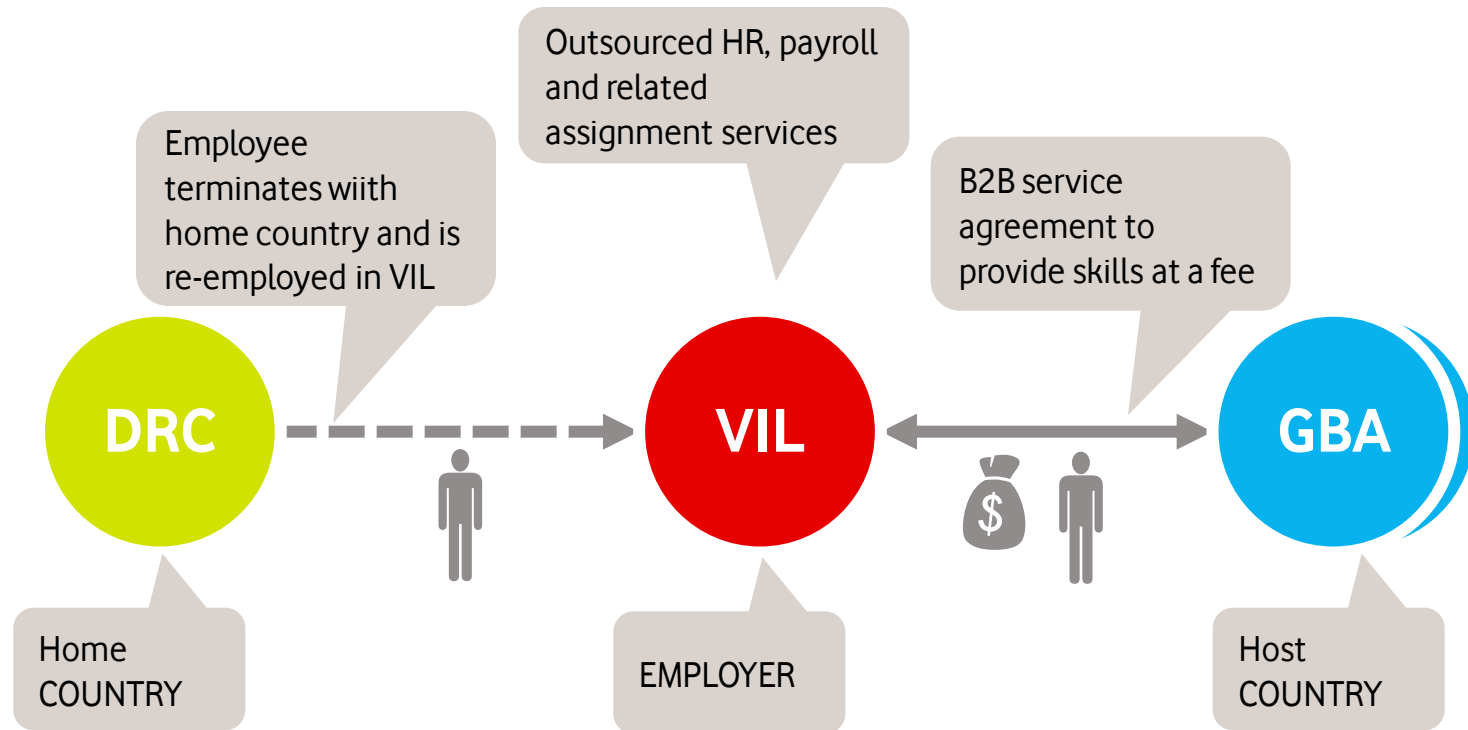 Outsourced HR, payroll
and related
assignment services
Employee
terminates wiith
home country and is
re-employed in VIL
B2B service
agreement to
provide skills at a fee
DRC
VIL
$
GBA
Home
COUNTRY
EMPLOYER
Host
COUNTRY